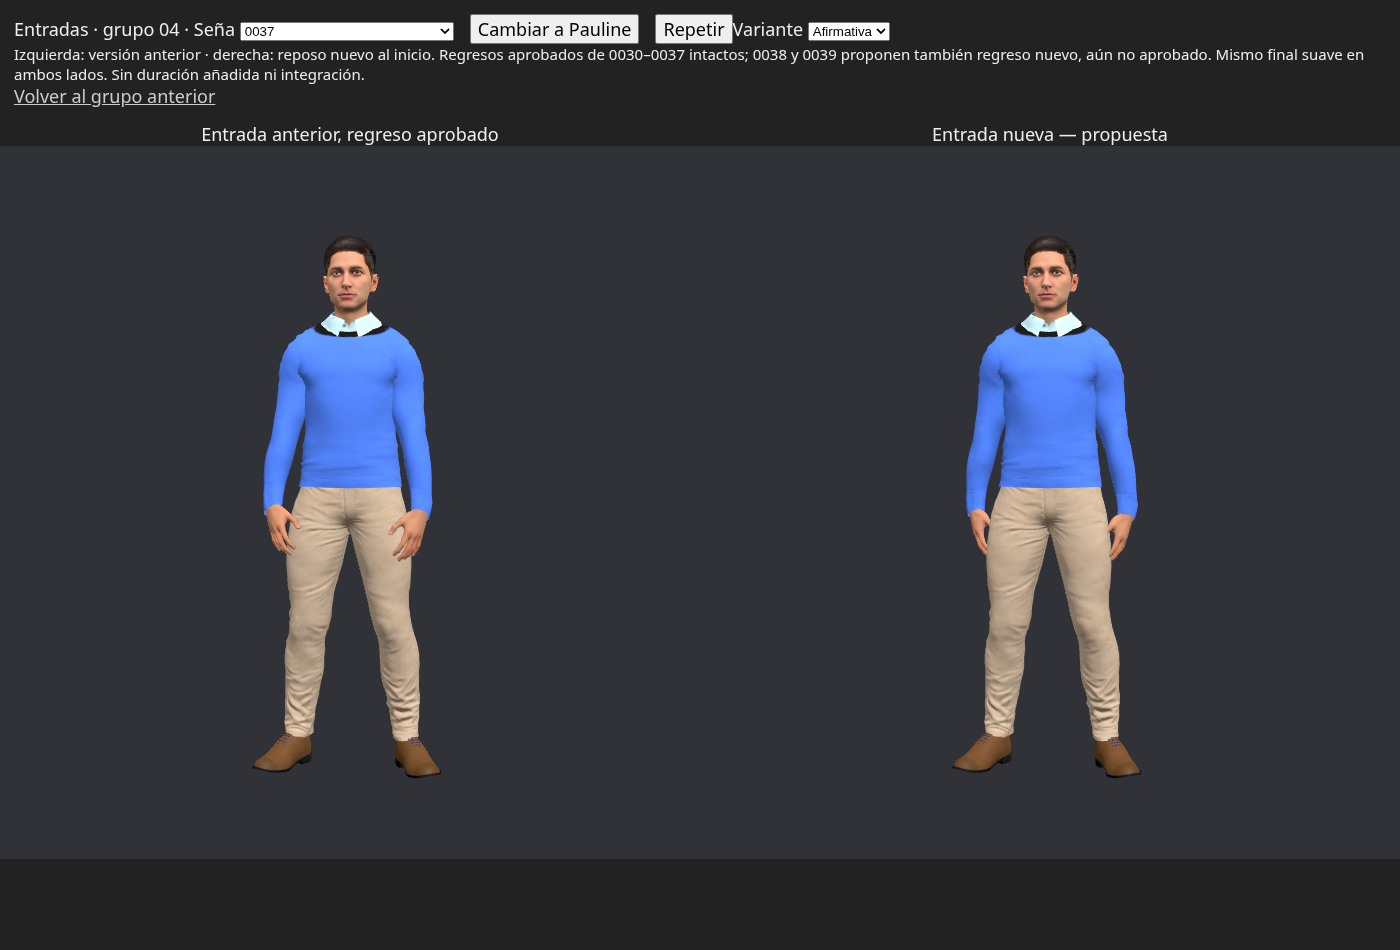 Entradas · grupo 04 · Seña 0037 Cambiar a Pauline Repetir Variante Afirmativa
Izquierda: versión anterior · derecha: reposo nuevo al inicio. Regresos aprobados de 0030–0037 intactos; 0038 y 0039 proponen también regreso nuevo, aún no aprobado. Mismo final suave en
ambos lados. Sin duración añadida ni integración.
Volver al grupo anterior
Entrada anterior, regreso aprobado
Entrada nueva — propuesta